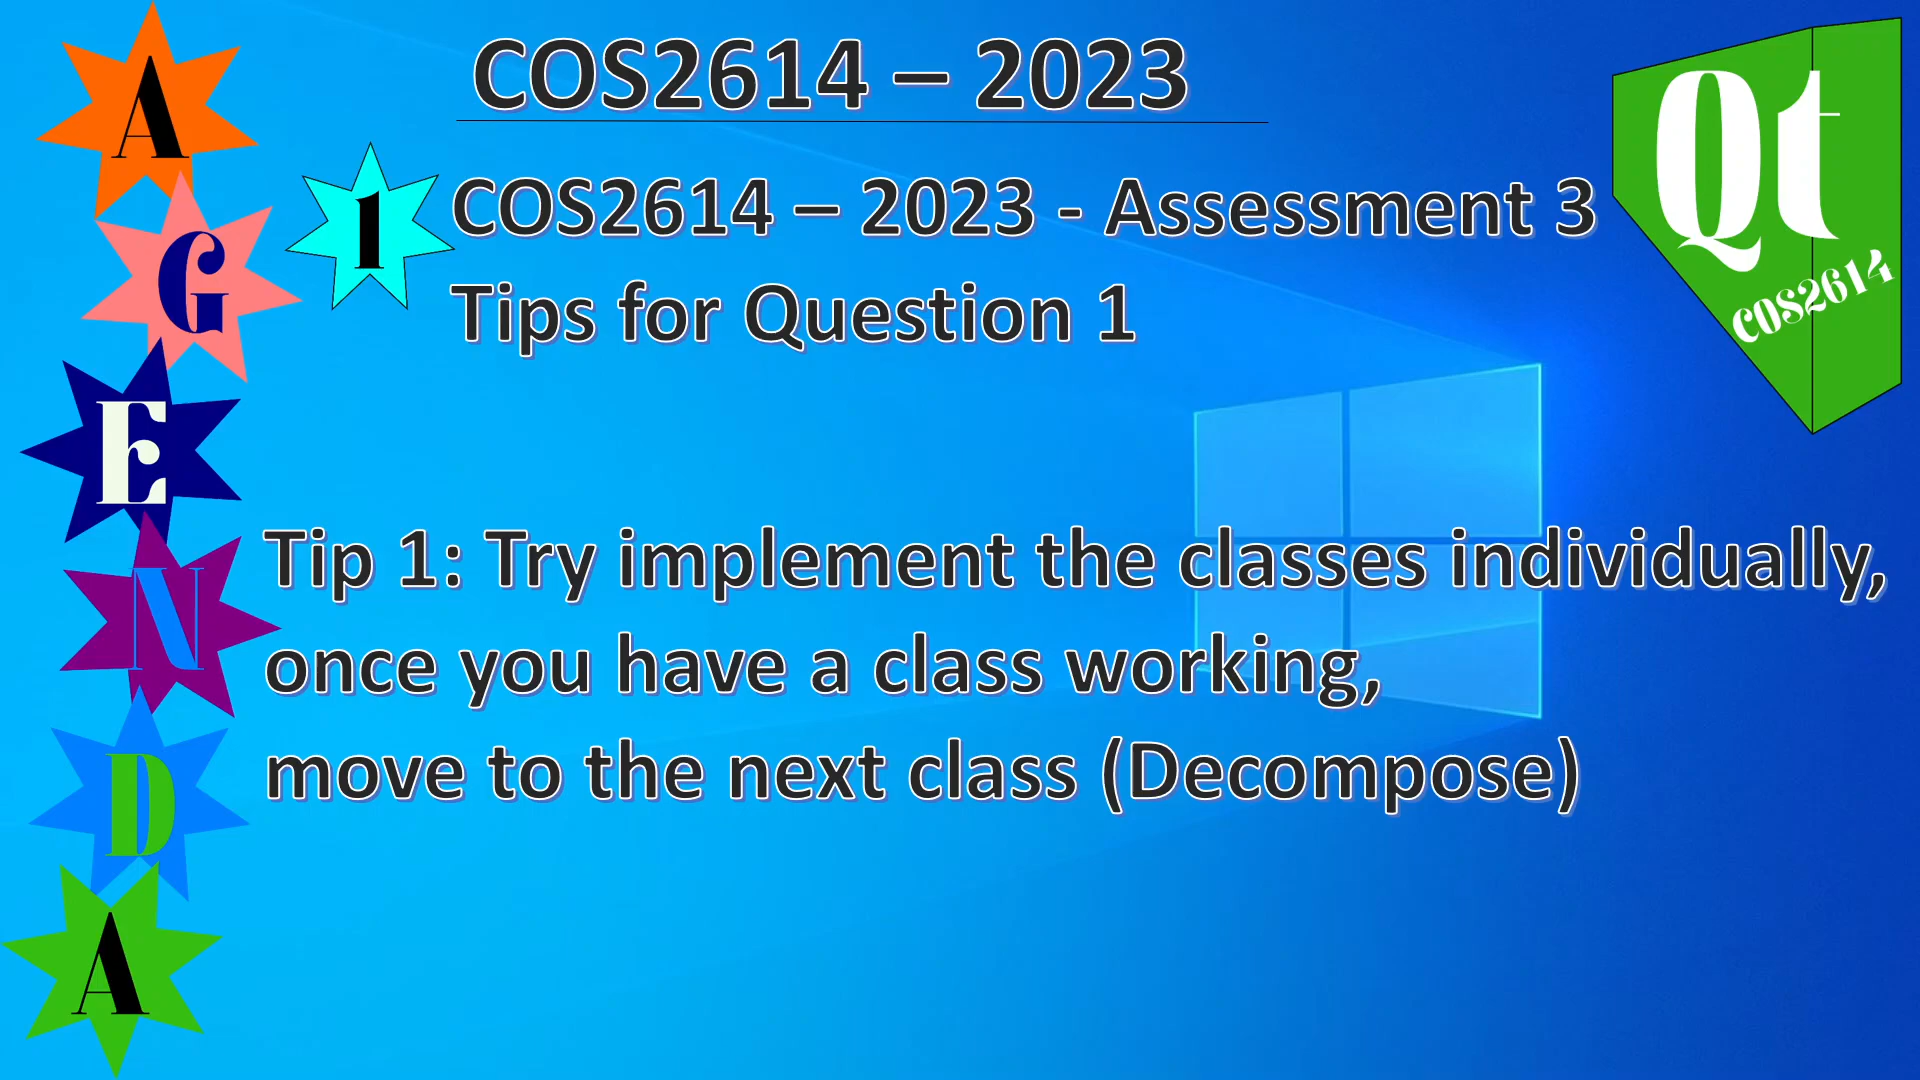 COS2614 – 2023
1
COS2614 – 2023 - Assessment 3
Tips for Question 1
Qt
COS2614
A
G
E
N
D
A
Tip 1: Try implement the classes individually,
once you have a class working,
move to the next class (Decompose)